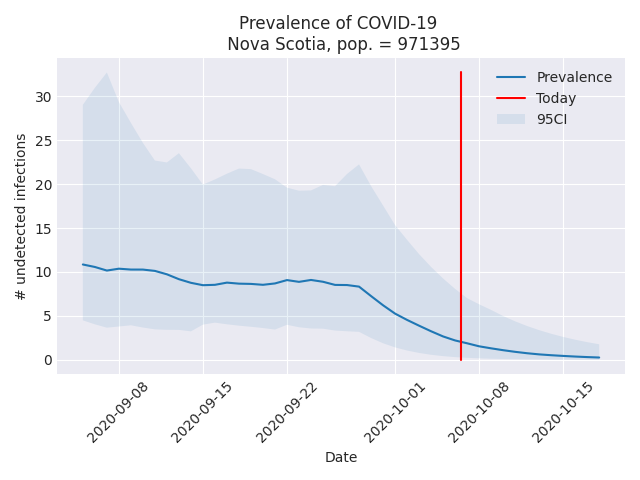 Prevalence of COVID-19
Nova Scotia, pop. = 971395
Prevalence
Today
95CI
# undetected infections
30
25
20
15
10
5
0
2020-09-08
2020-09-15
2020-09-22
2020-10-01
2020-10-08
2020-10-15
Date